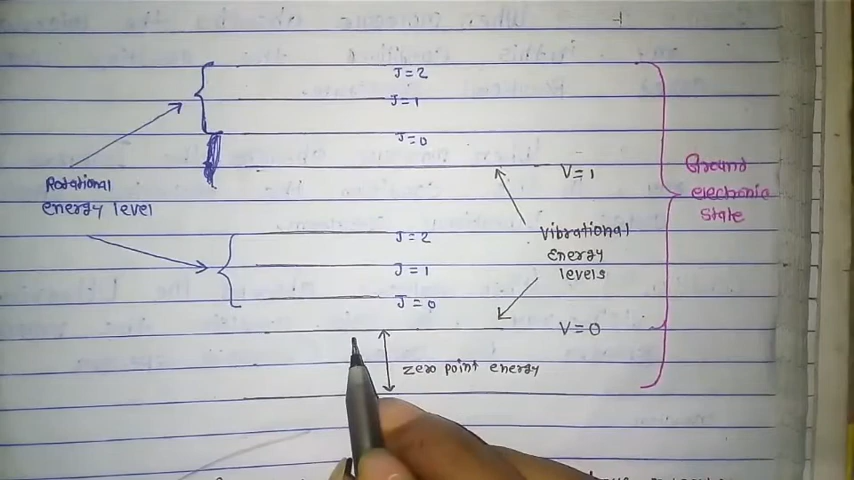 J=2
J=1
J=0
V=1
Rotational
energy level
Ground
electronic
state
J=2
Vibrational
energy
levels
J=1
J=0
V=0
zero point energy